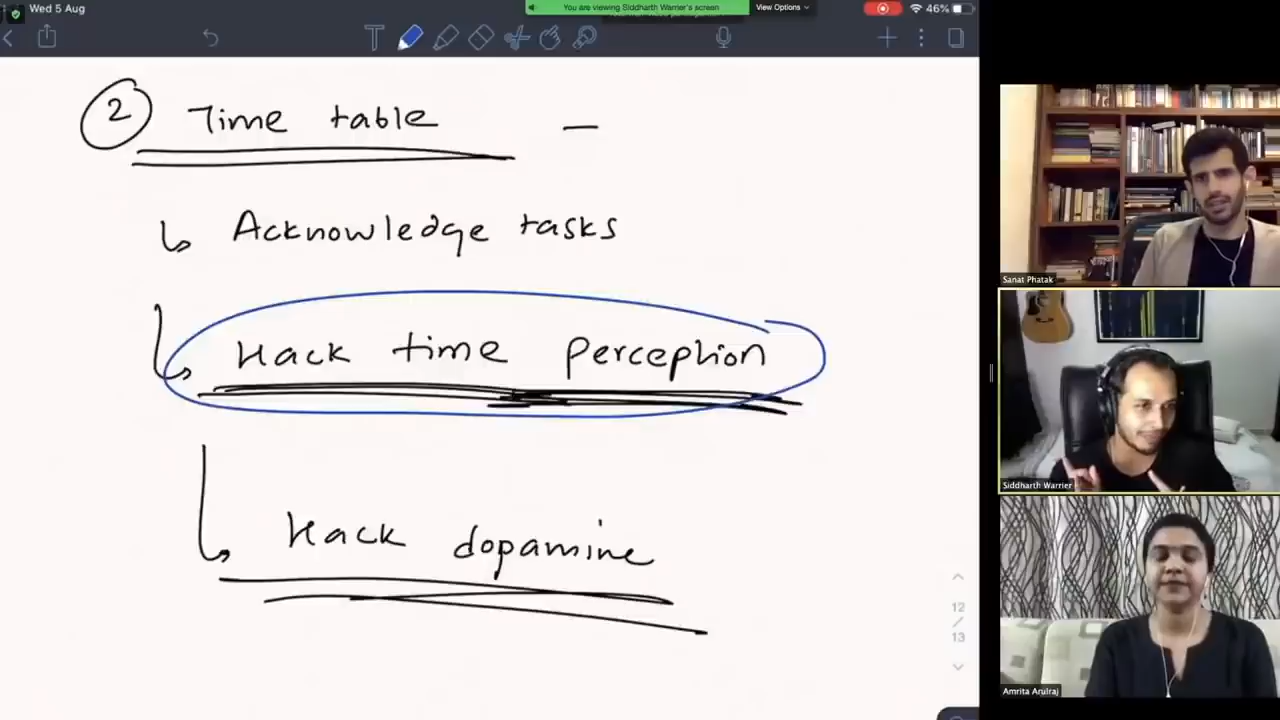 Wed 5 Aug
You are viewing Siddharth Warrier's screen
View Options
46%
T
2 Time table —
↳ Acknowledge tasks
↳ Hack time perception
↳ Hack dopamine
12
/
13
Sanat Phatak
Siddharth Warrier
Amrita Arulraj